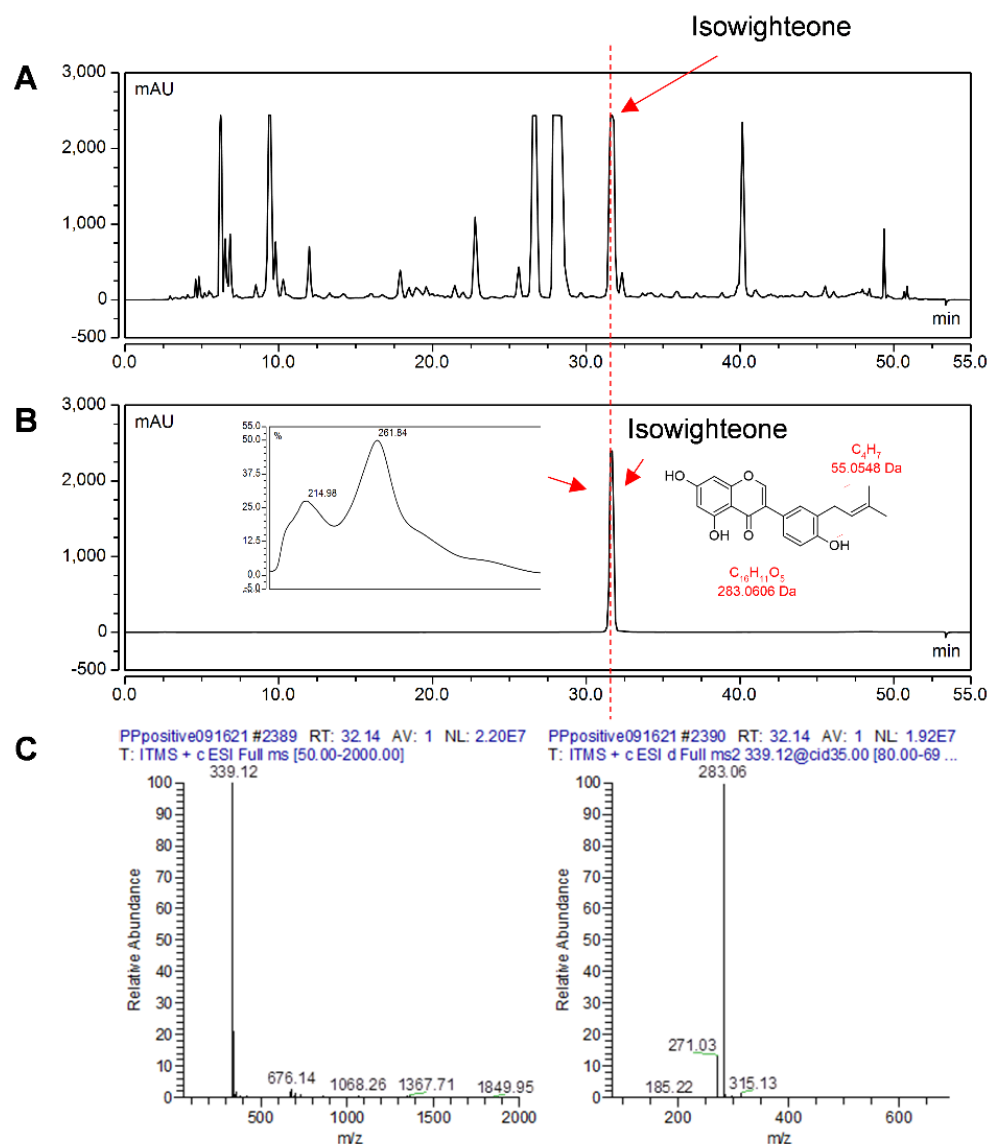 Isowighteone
A
3,000
mAU
2,000
1,000
0
min
-500
0.0 10.0 20.0 30.0 40.0 50.0 55.0
B
3,000
mAU
2,000
1,000
0
min
-500
0.0 10.0 20.0 30.0 40.0 50.0 55.0
55.0
%
50.0
37.5
25.0
12.5
0.0
-5.0
214.98
261.84
Isowighteone
C₄H₇
55.0548 Da
HO
O
OH
O
OH
C₁₆H₁₁O₅
283.0606 Da
C
PPpositive091621 #2389 RT: 32.14 AV: 1 NL: 2.20E7
T: ITMS + c ESI Full ms [50.00-2000.00]
339.12
100
90
80
70
60
50
40
30
20
10
0
Relative Abundance
676.14
1068.26
1367.71
1849.95
500 1000 1500 2000
m/z
PPpositive091621 #2390 RT: 32.14 AV: 1 NL: 1.92E7
T: ITMS + c ESI d Full ms2 339.12@cid35.00 [80.00-69 ...
283.06
100
90
80
70
60
50
40
30
20
10
0
Relative Abundance
271.03
185.22
315.13
200 400 600
m/z